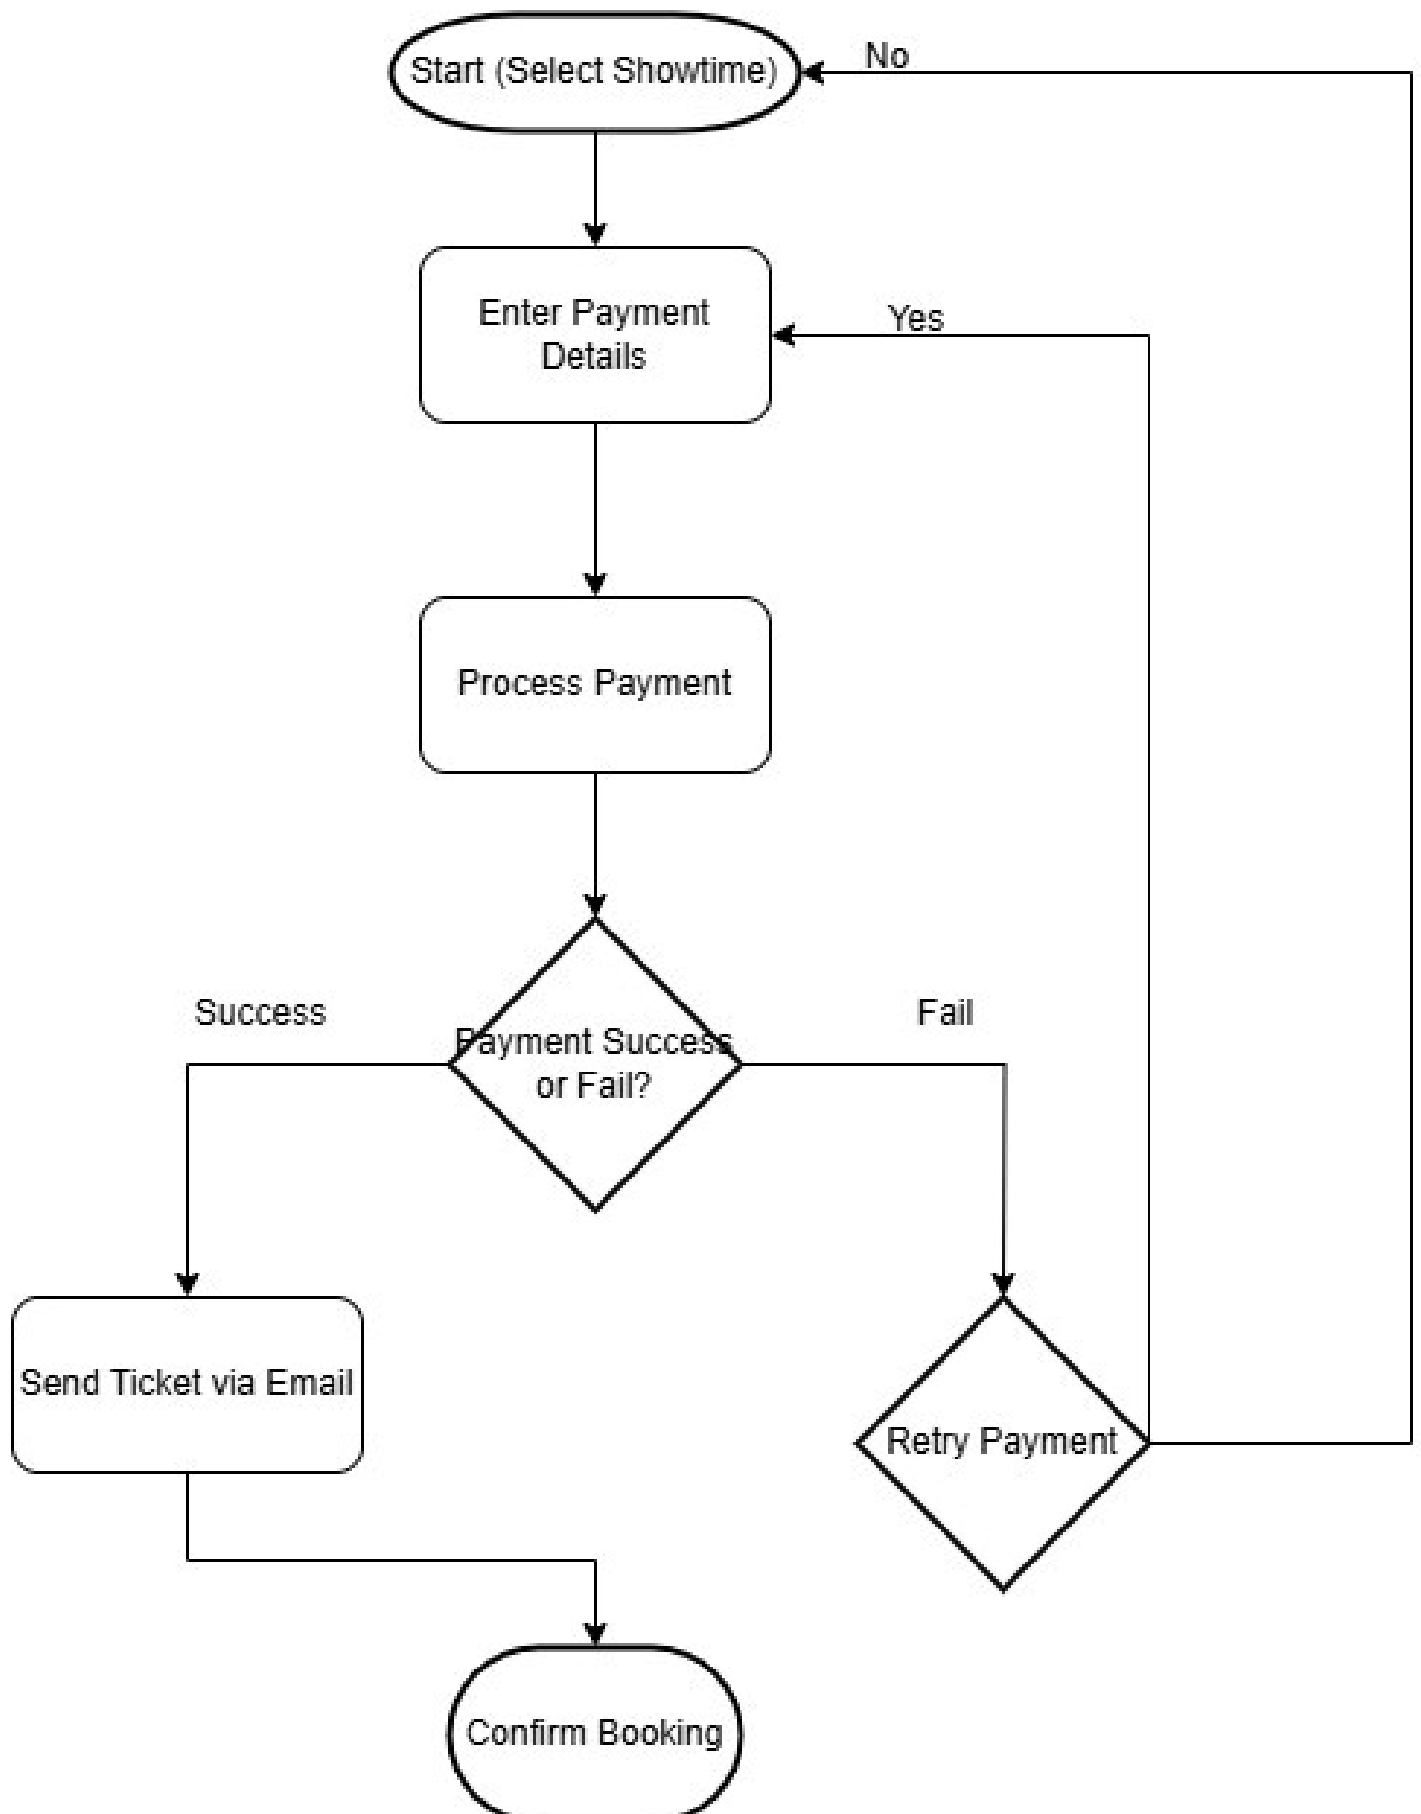 Start (Select Showtime)
No
Enter Payment
Details
Yes
Process Payment
Success
Fail
Payment Success
or Fail?
Send Ticket via Email
Retry Payment
Confirm Booking